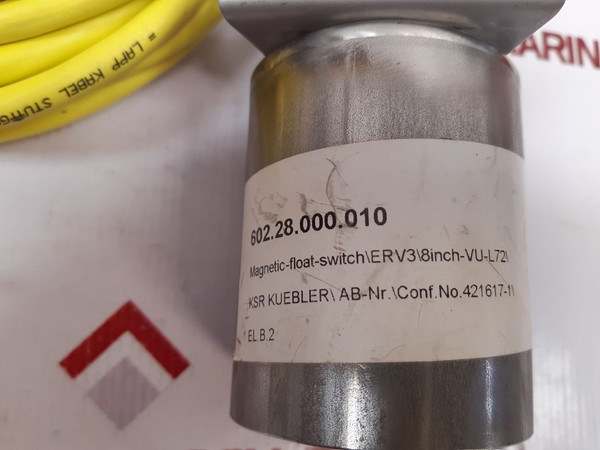 = LAPP KABEL STUTTG
ARIN
602.28.000.010
Magnetic-float-switch\ERV3\8inch-VU-L72\
KSR KUEBLER\ AB-Nr.\Conf.No.421617-1\
EL B.2